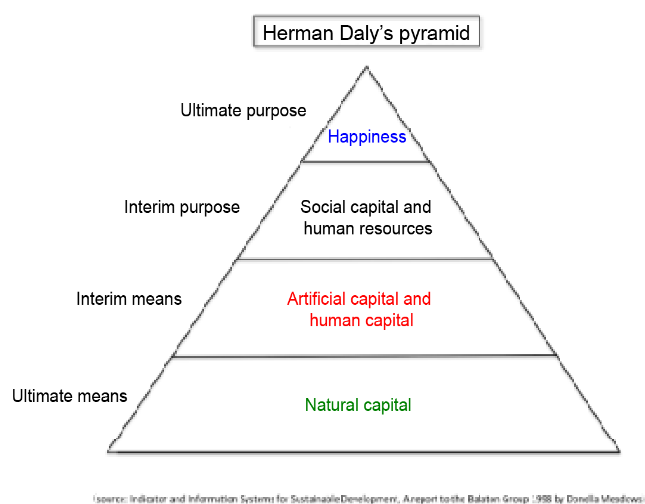 Herman Daly's pyramid
Ultimate purpose
Happiness
Interim purpose
Social capital and
human resources
Interim means
Artificial capital and
human capital
Ultimate means
Natural capital
source: Indicator and Information Systems for Sustainable Development, A report to the Balaton Group 1998 by Donella Meadows